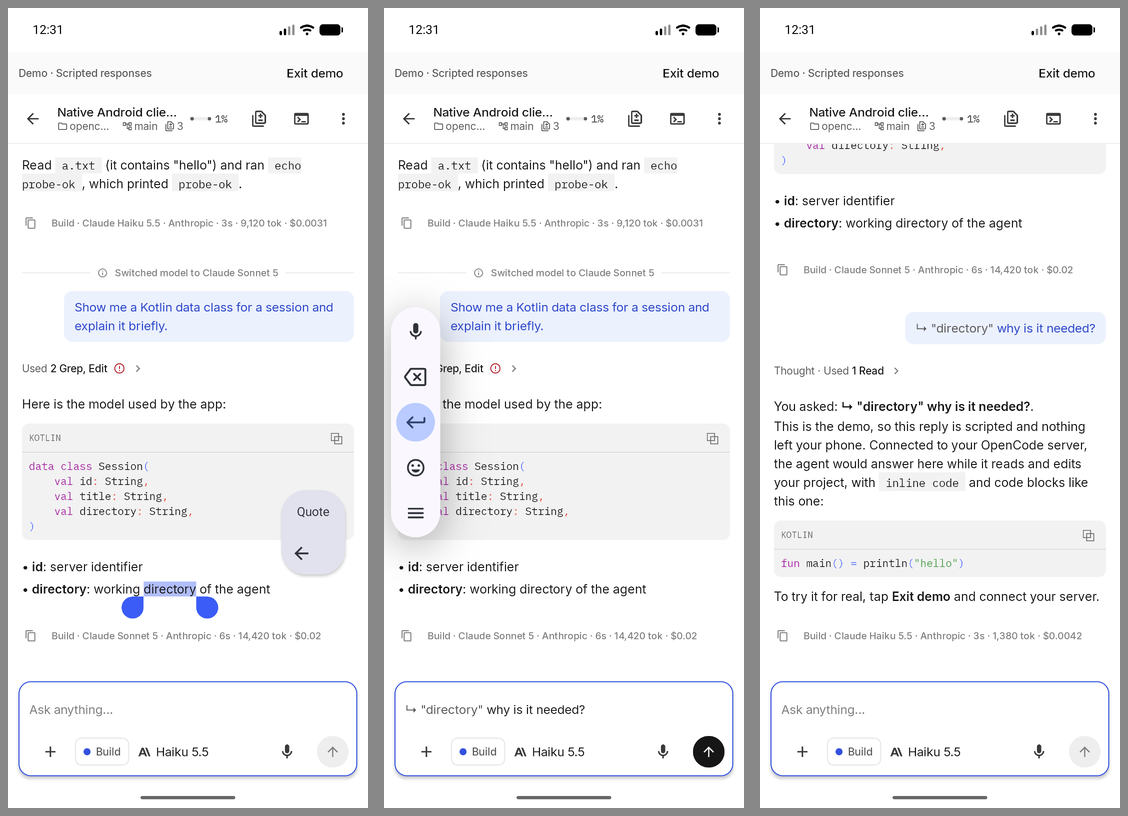 12:31
Demo · Scripted responses
Exit demo
Native Android clie...
openc...
main
3
1%
Read a.txt (it contains "hello") and ran echo
probe-ok , which printed probe-ok .
Build · Claude Haiku 5.5 · Anthropic · 3s · 9,120 tok · $0.0031
Switched model to Claude Sonnet 5
Show me a Kotlin data class for a session and
explain it briefly.
Used 2 Grep, Edit
Here is the model used by the app:
KOTLIN
data class Session(
val id: String,
val title: String,
val directory: String,
)
Quote
• id: server identifier
• directory: working directory of the agent
Build · Claude Sonnet 5 · Anthropic · 6s · 14,420 tok · $0.02
Ask anything...
+
Build
Haiku 5.5
12:31
Demo · Scripted responses
Exit demo
Native Android clie...
openc...
main
3
1%
Read a.txt (it contains "hello") and ran echo
probe-ok , which printed probe-ok .
Build · Claude Haiku 5.5 · Anthropic · 3s · 9,120 tok · $0.0031
Switched model to Claude Sonnet 5
Show me a Kotlin data class for a session and
explain it briefly.
Grep, Edit
the model used by the app:
class Session(
id: String,
title: String,
directory: String,
• id: server identifier
• directory: working directory of the agent
Build · Claude Sonnet 5 · Anthropic · 6s · 14,420 tok · $0.02
↳ "directory" why is it needed?
+
Build
Haiku 5.5
12:31
Demo · Scripted responses
Exit demo
Native Android clie...
openc...
main
3
1%
val directory: String,
)
• id: server identifier
• directory: working directory of the agent
Build · Claude Sonnet 5 · Anthropic · 6s · 14,420 tok · $0.02
↳ "directory" why is it needed?
Thought · Used 1 Read
You asked: ↳ "directory" why is it needed?.
This is the demo, so this reply is scripted and nothing
left your phone. Connected to your OpenCode server,
the agent would answer here while it reads and edits
your project, with inline code and code blocks like
this one:
KOTLIN
fun main() = println("hello")
To try it for real, tap Exit demo and connect your server.
Build · Claude Haiku 5.5 · Anthropic · 3s · 1,380 tok · $0.0042
Ask anything...
+
Build
Haiku 5.5